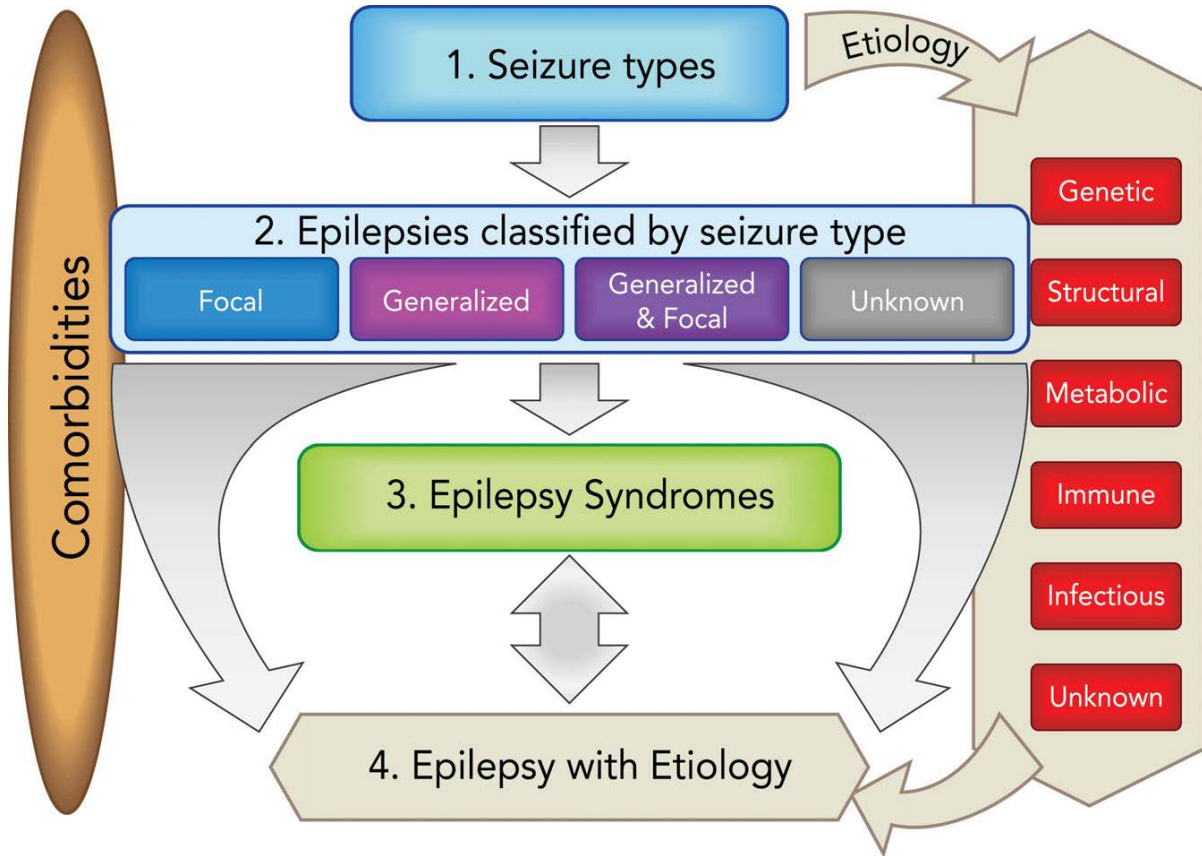 1. Seizure types
Etiology
Comorbidities
2. Epilepsies classified by seizure type
Focal
Generalized
Generalized
& Focal
Unknown
3. Epilepsy Syndromes
4. Epilepsy with Etiology
Genetic
Structural
Metabolic
Immune
Infectious
Unknown